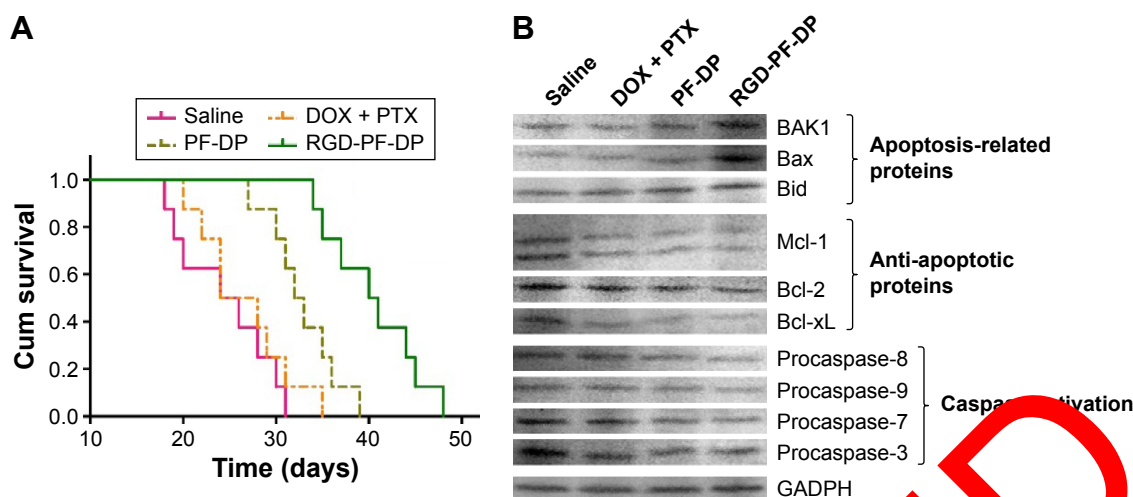 A
Saline
DOX + PTX
PF-DP
RGD-PF-DP
Cum survival
1.0
0.8
0.6
0.4
0.2
0.0
10
20
30
40
50
Time (days)
B
Saline
DOX + PTX
PF-DP
RGD-PF-DP
BAK1
Bax
Bid
Apoptosis-related
proteins
Mcl-1
Bcl-2
Bcl-xL
Anti-apoptotic
proteins
Procaspase-8
Procaspase-9
Procaspase-7
Procaspase-3
GADPH